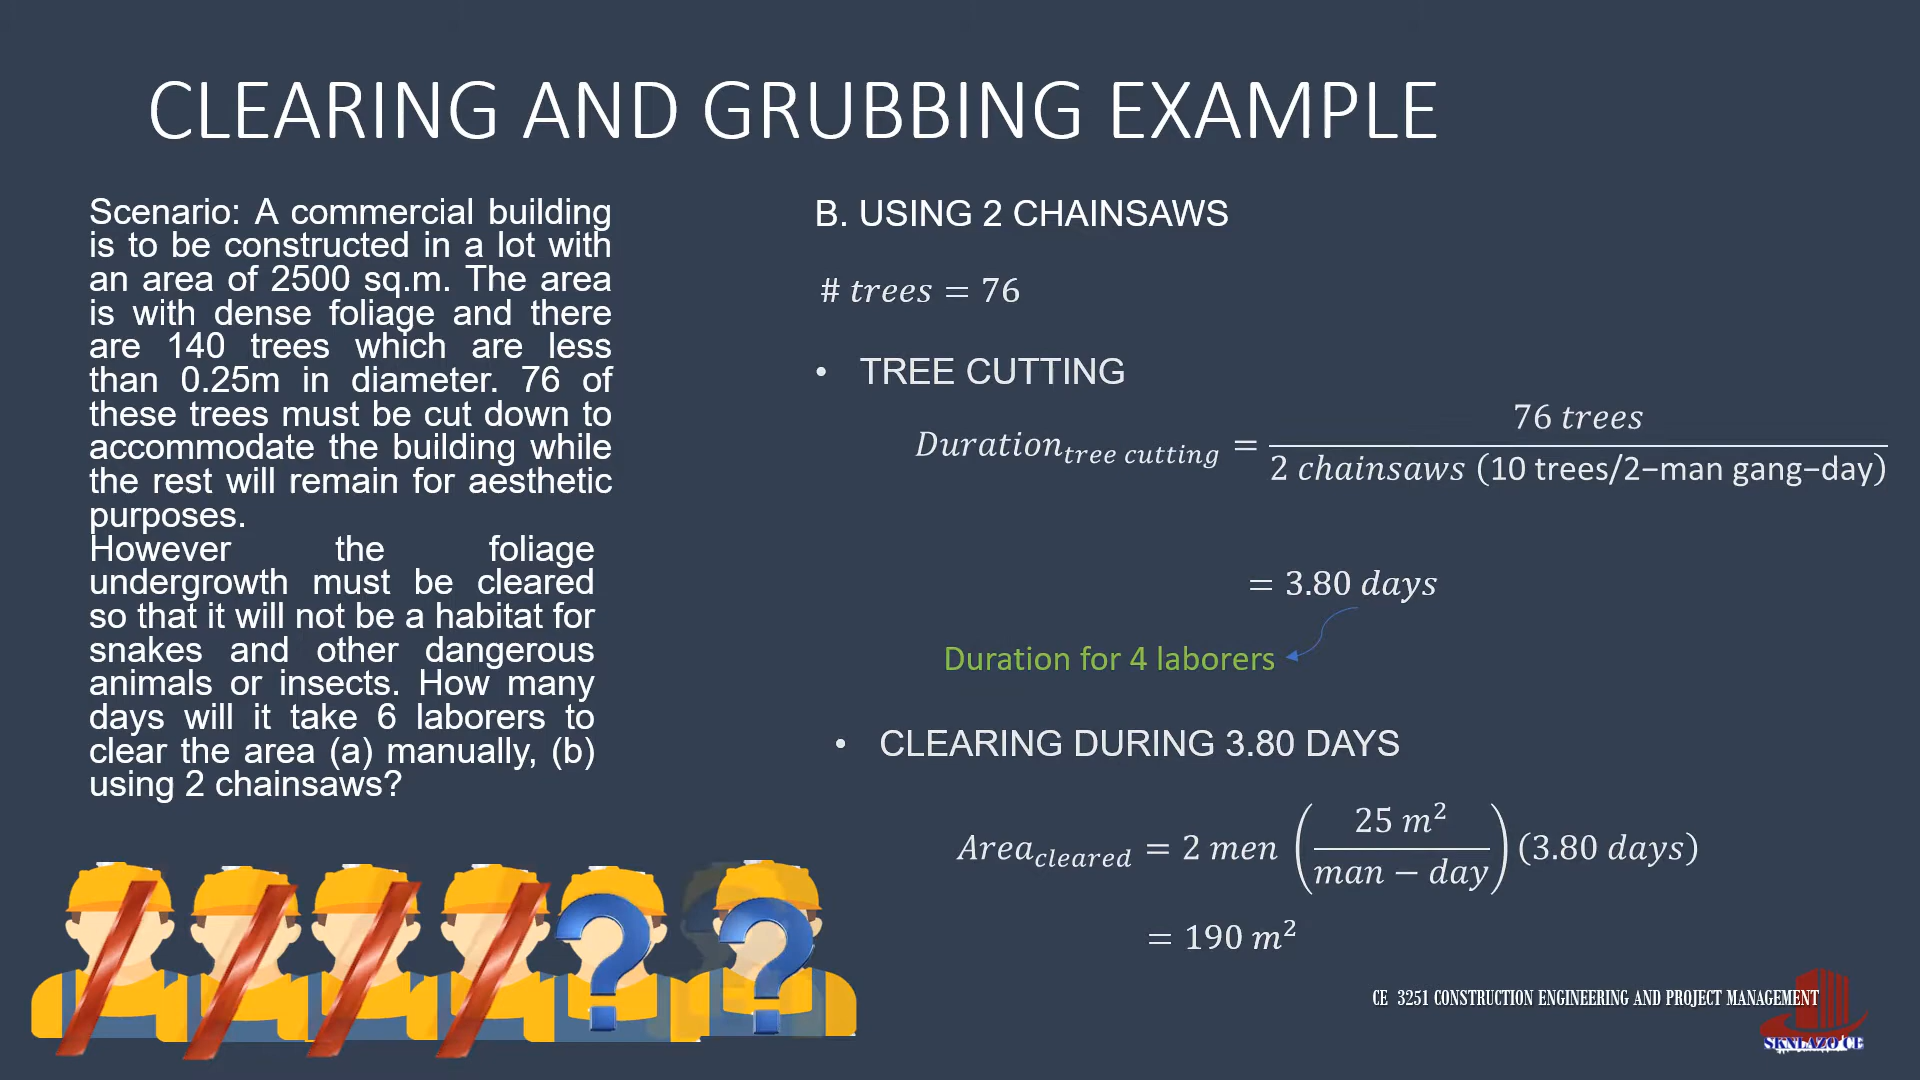 CLEARING AND GRUBBING EXAMPLE
Scenario: A commercial building
is to be constructed in a lot with
an area of 2500 sq.m. The area
is with dense foliage and there
are 140 trees which are less
than 0.25m in diameter. 76 of
these trees must be cut down to
accommodate the building while
the rest will remain for aesthetic
purposes.
However the foliage
undergrowth must be cleared
so that it will not be a habitat for
snakes and other dangerous
animals or insects. How many
days will it take 6 laborers to
clear the area (a) manually, (b)
using 2 chainsaws?
B. USING 2 CHAINSAWS
# trees = 76
• TREE CUTTING
Duration_tree cutting = 76 trees / 2 chainsaws (10 trees/2−man gang−day)
= 3.80 days
Duration for 4 laborers
• CLEARING DURING 3.80 DAYS
Area_cleared = 2 men (25 m² / man − day) (3.80 days)
= 190 m²
CE 3251 CONSTRUCTION ENGINEERING AND PROJECT MANAGEMENT
SKNLAZO CE